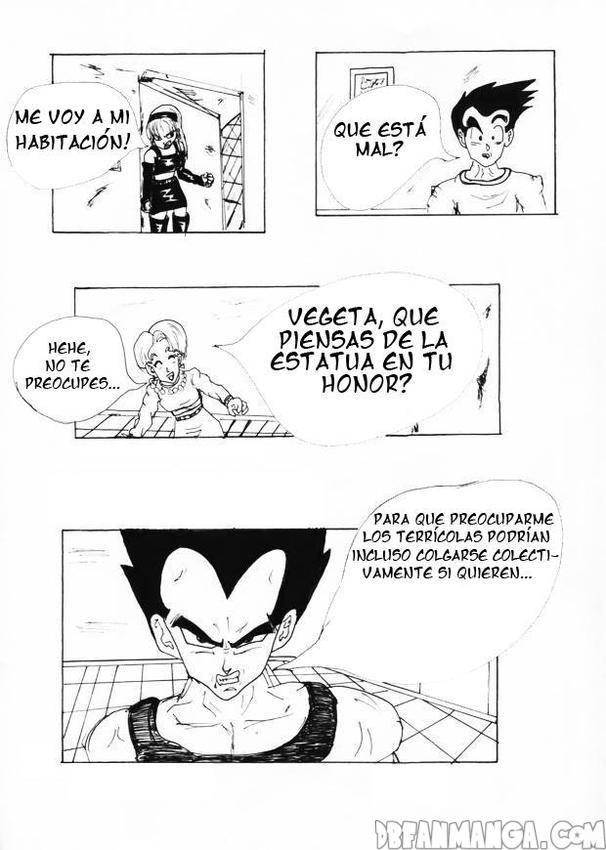 ME VOY A MI
HABITACIÓN!
QUE ESTÁ
MAL?
HEHE,
NO TE
PREOCUPES...
VEGETA, QUE
PIENSAS DE LA
ESTATUA EN TU
HONOR?
PARA QUE PREOCUPARME
LOS TERRÍCOLAS PODRÍAN
INCLUSO COLGARSE COLECTI-
VAMENTE SI QUIEREN...
DBFANMANGA.COM